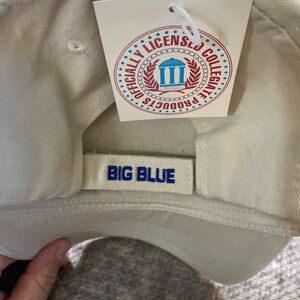 OFFICIALLY LICENSED COLLEGIATE PRODUCTS
BIG BLUE